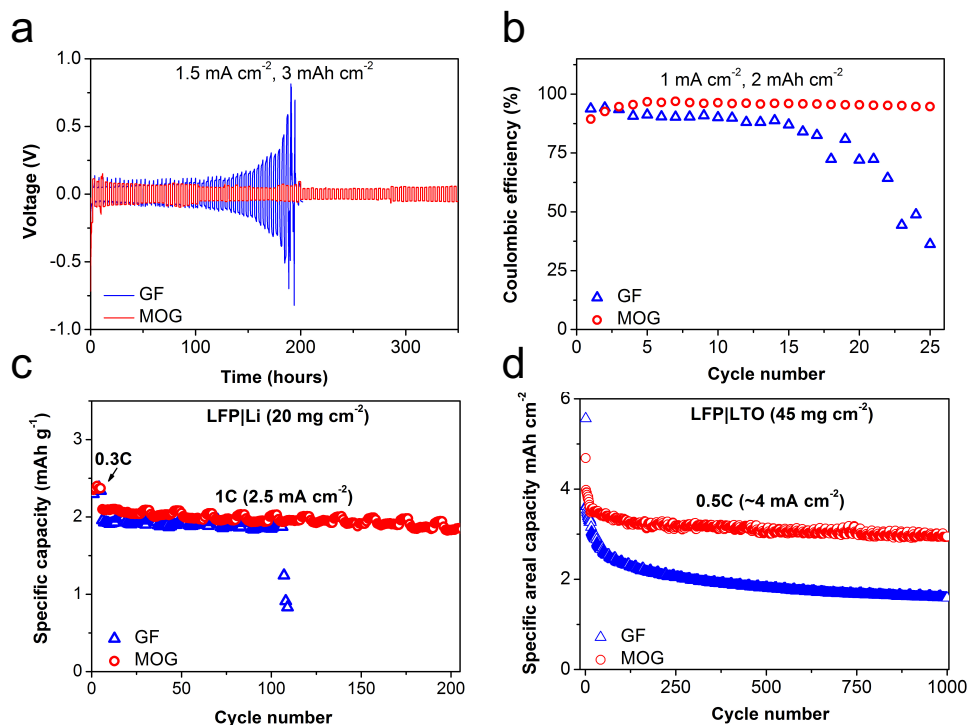 a
1.5 mA cm⁻², 3 mAh cm⁻²
1.0
0.5
0.0
-0.5
-1.0
Voltage (V)
GF
MOG
0
100
200
300
Time (hours)
b
1 mA cm⁻², 2 mAh cm⁻²
100
75
50
25
0
Coulombic efficiency (%)
GF
MOG
0
5
10
15
20
25
Cycle number
c
LFP|Li (20 mg cm⁻²)
0.3C
1C (2.5 mA cm⁻²)
3
2
1
0
Specific capacity (mAh g⁻¹)
GF
MOG
0
50
100
150
200
Cycle number
d
LFP|LTO (45 mg cm⁻²)
0.5C (~4 mA cm⁻²)
6
4
2
0
Specific areal capacity mAh cm⁻²
GF
MOG
0
250
500
750
1000
Cycle number